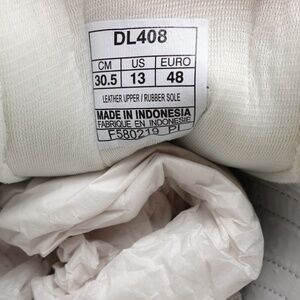 DL408
CM US EURO
30.5 13 48
LEATHER UPPER / RUBBER SOLE
MADE IN INDONESIA
FABRIQUE EN INDONESIE
F580219 PI